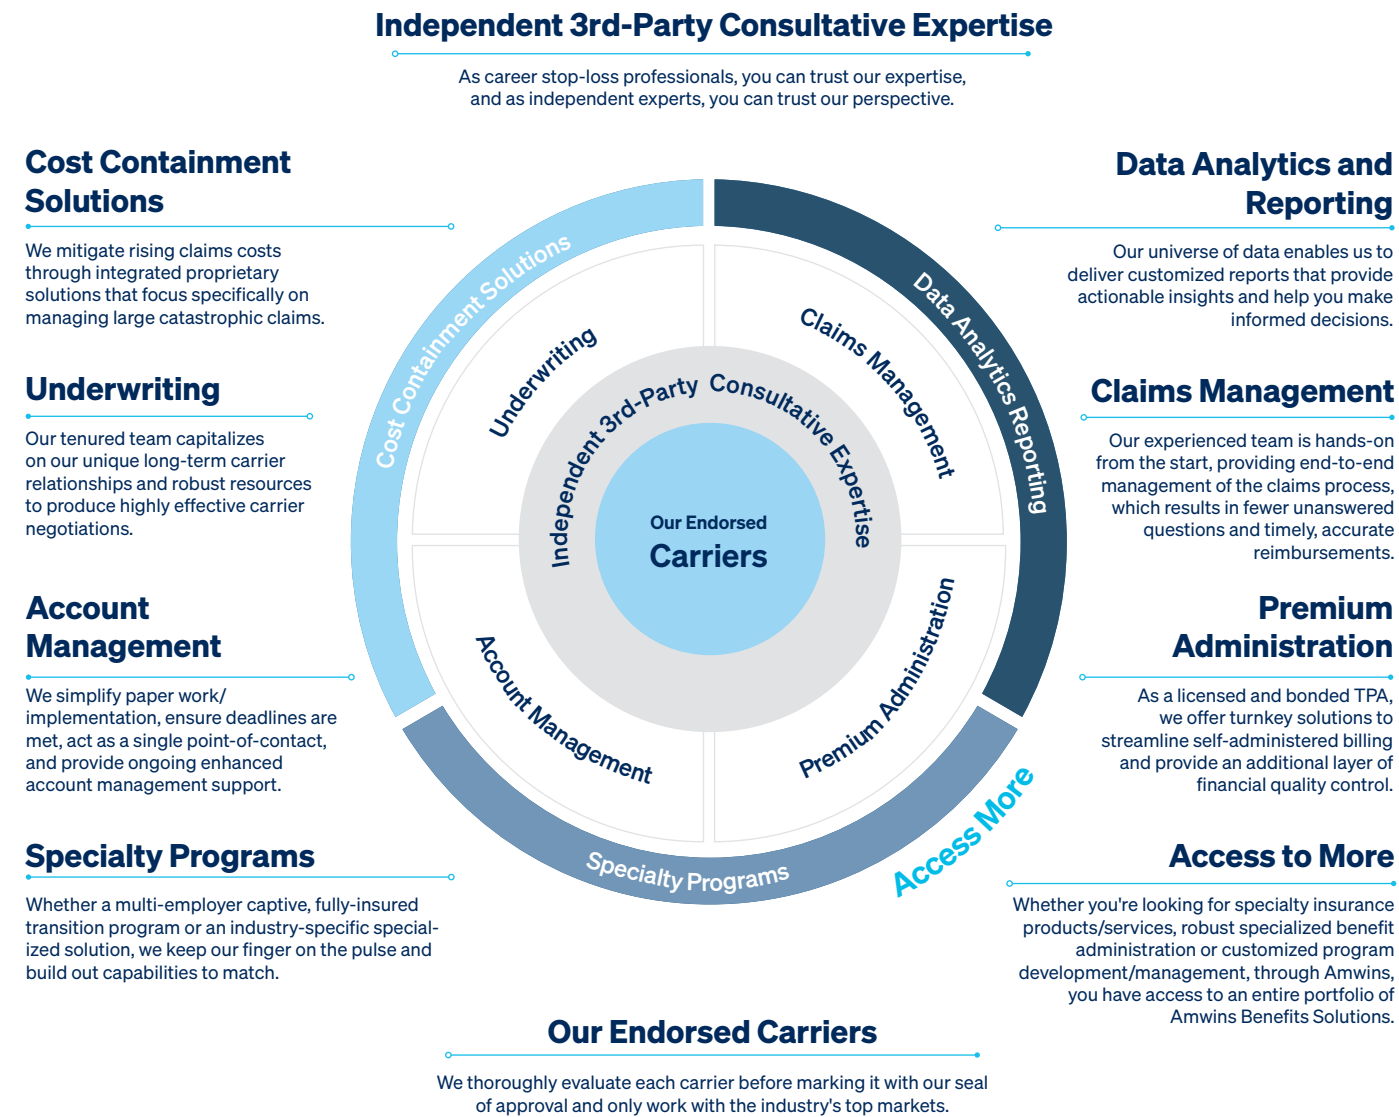 Independent 3rd-Party Consultative Expertise
As career stop-loss professionals, you can trust our expertise,
and as independent experts, you can trust our perspective.
Cost Containment
Solutions
We mitigate rising claims costs
through integrated proprietary
solutions that focus specifically on
managing large catastrophic claims.
Underwriting
Our tenured team capitalizes
on our unique long-term carrier
relationships and robust resources
to produce highly effective carrier
negotiations.
Account
Management
We simplify paper work/
implementation, ensure deadlines are
met, act as a single point-of-contact,
and provide ongoing enhanced
account management support.
Specialty Programs
Whether a multi-employer captive, fully-insured
transition program or an industry-specific special-
ized solution, we keep our finger on the pulse and
build out capabilities to match.
Cost Containment Solutions
Data Analytics Reporting
Underwriting
Claims Management
Independent 3rd-Party Consultative Expertise
Our Endorsed
Carriers
Account Management
Premium Administration
Specialty Programs
Access More
Data Analytics and
Reporting
Our universe of data enables us to
deliver customized reports that provide
actionable insights and help you make
informed decisions.
Claims Management
Our experienced team is hands-on
from the start, providing end-to-end
management of the claims process,
which results in fewer unanswered
questions and timely, accurate
reimbursements.
Premium
Administration
As a licensed and bonded TPA,
we offer turnkey solutions to
streamline self-administered billing
and provide an additional layer of
financial quality control.
Access to More
Whether you're looking for specialty insurance
products/services, robust specialized benefit
administration or customized program
development/management, through Amwins,
you have access to an entire portfolio of
Amwins Benefits Solutions.
Our Endorsed Carriers
We thoroughly evaluate each carrier before marking it with our seal
of approval and only work with the industry's top markets.